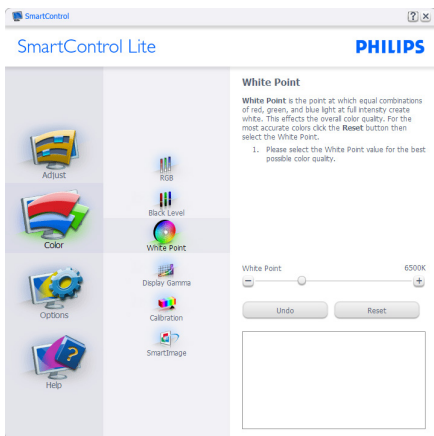 SmartControl
SmartControl Lite
PHILIPS
Adjust
Color
Options
Help
RGB
Black Level
White Point
Display Gamma
Calibration
SmartImage
White Point
White Point is the point at which equal combinations
of red, green, and blue light at full intensity create
white. This effects the overall color quality. For the
most accurate colors click the Reset button then
select the White Point.
1. Please select the White Point value for the best
possible color quality.
White Point 6500K
Undo Reset